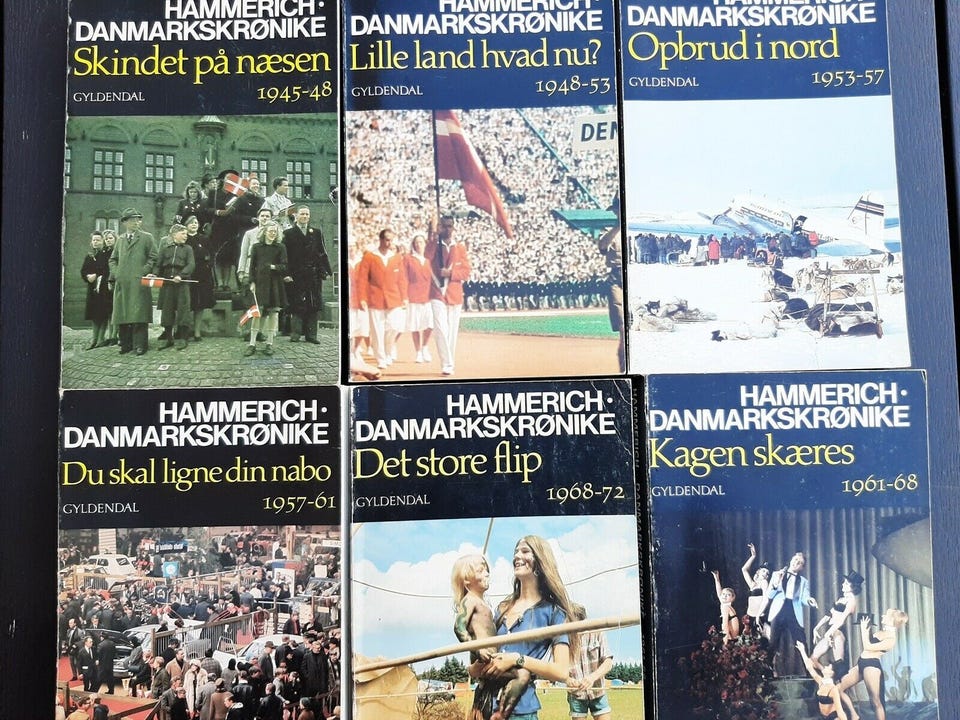 HAMMERICH·
DANMARKSKRØNIKE
Skindet på næsen
1945-48
GYLDENDAL
HAMMERICH·
DANMARKSKRØNIKE
Lille land hvad nu?
1948-53
GYLDENDAL
DEN
HAMMERICH·
DANMARKSKRØNIKE
Opbrud i nord
1953-57
GYLDENDAL
HAMMERICH·
DANMARKSKRØNIKE
Du skal ligne din nabo
1957-61
GYLDENDAL
HAMMERICH·
DANMARKSKRØNIKE
Det store flip
1968-72
GYLDENDAL
HAMMERICH·
DANMARKSKRØNIKE
Kagen skæres
1961-68
GYLDENDAL